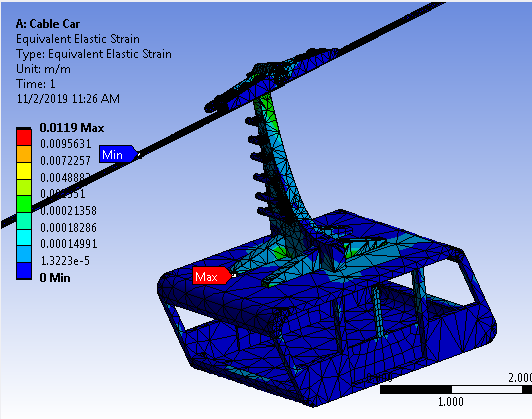 A: Cable Car
Equivalent Elastic Strain
Type: Equivalent Elastic Strain
Unit: m/m
Time: 1
11/2/2019 11:26 AM
0.0119 Max
0.0095631
0.0072257
0.00021358
0.00018286
0.00014991
1.3223e-5
0 Min
Min
Max
2.000
1.000